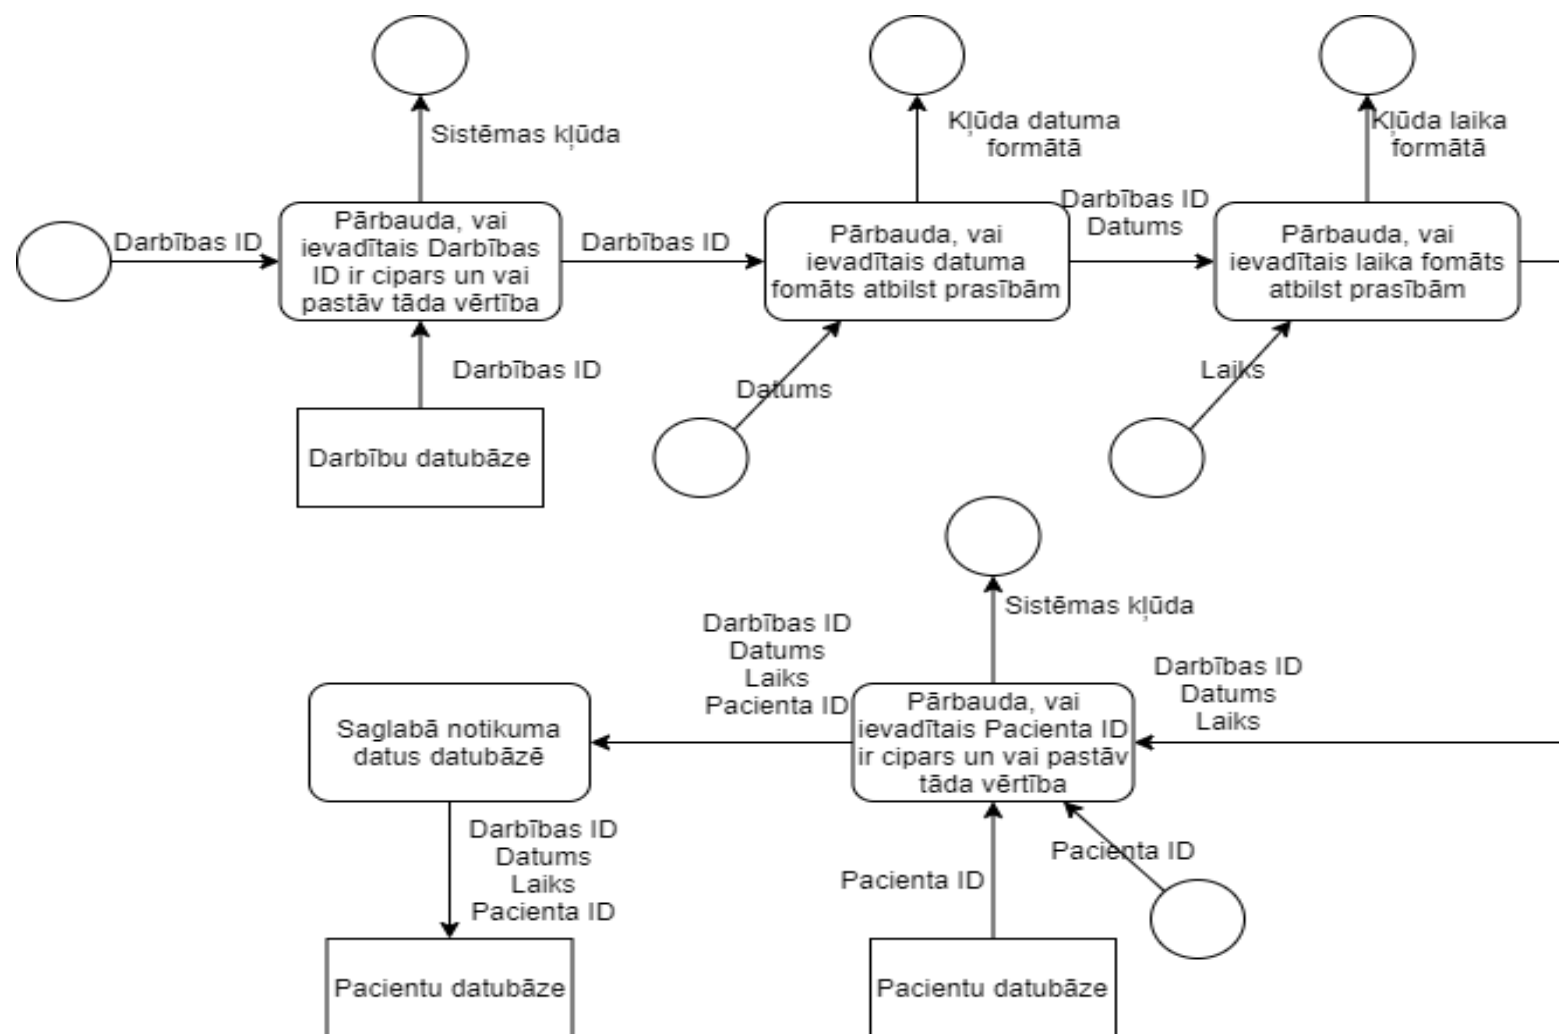 Sistēmas kļūda
Kļūda datuma
formātā
Kļūda laika
formātā
Darbības ID
Pārbauda, vai
ievadītais Darbības
ID ir cipars un vai
pastāv tāda vērtība
Darbības ID
Pārbauda, vai
ievadītais datuma
fomāts atbilst prasībām
Darbības ID
Datums
Pārbauda, vai
ievadītais laika fomāts
atbilst prasībām
Darbības ID
Datums
Laiks
Darbību datubāze
Sistēmas kļūda
Darbības ID
Datums
Laiks
Pacienta ID
Darbības ID
Datums
Laiks
Saglabā notikuma
datus datubāzē
Pārbauda, vai
ievadītais Pacienta ID
ir cipars un vai pastāv
tāda vērtība
Darbības ID
Datums
Laiks
Pacienta ID
Pacienta ID
Pacienta ID
Pacientu datubāze
Pacientu datubāze